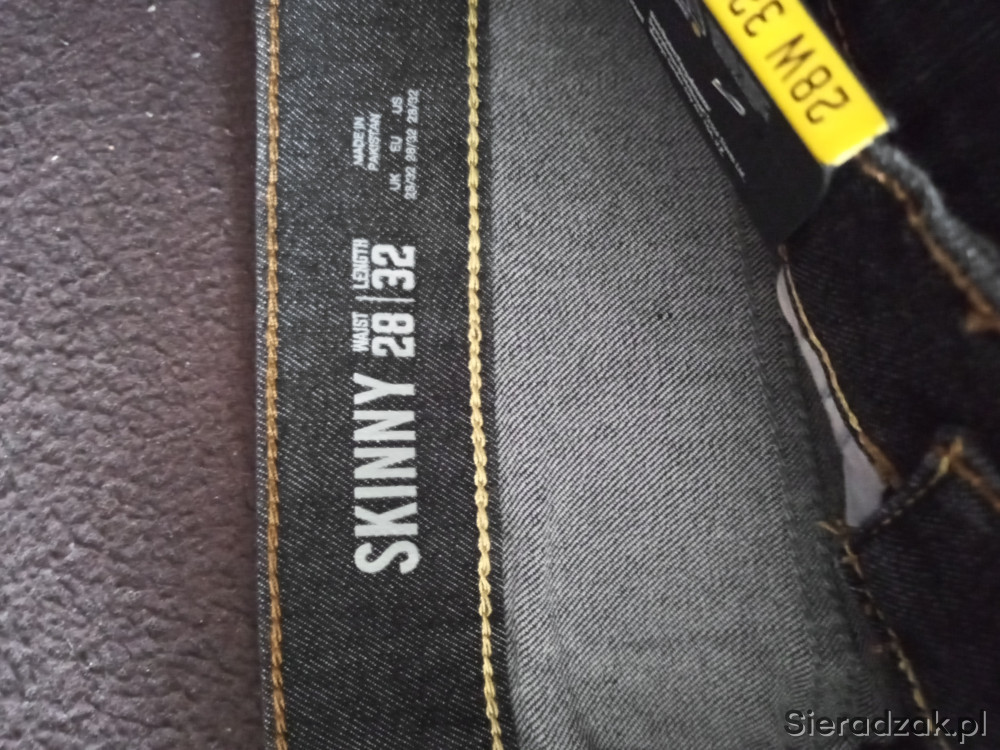 SKINNY
WAIST LENGTH
28 | 32
MADE IN
PAKISTAN
UK EU US
28/32 28/32 28/32
28W 32
Sieradzak.pl